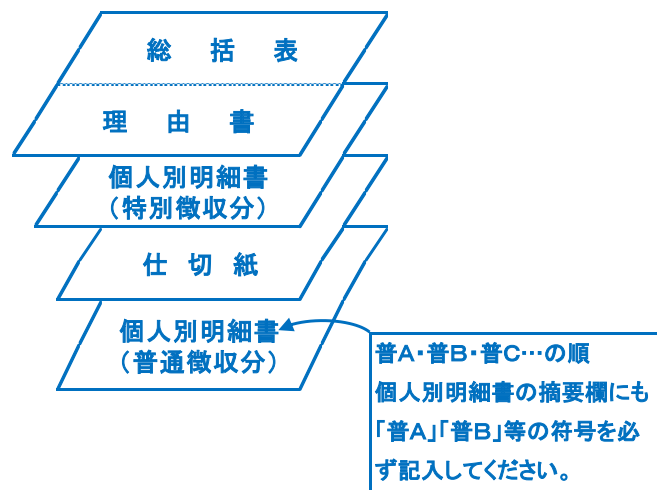 総括表
理由書
個人別明細書
（特別徴収分）
仕切紙
個人別明細書
（普通徴収分）
普A・普B・普C…の順
個人別明細書の摘要欄にも
「普A」「普B」等の符号を必
ず記入してください。